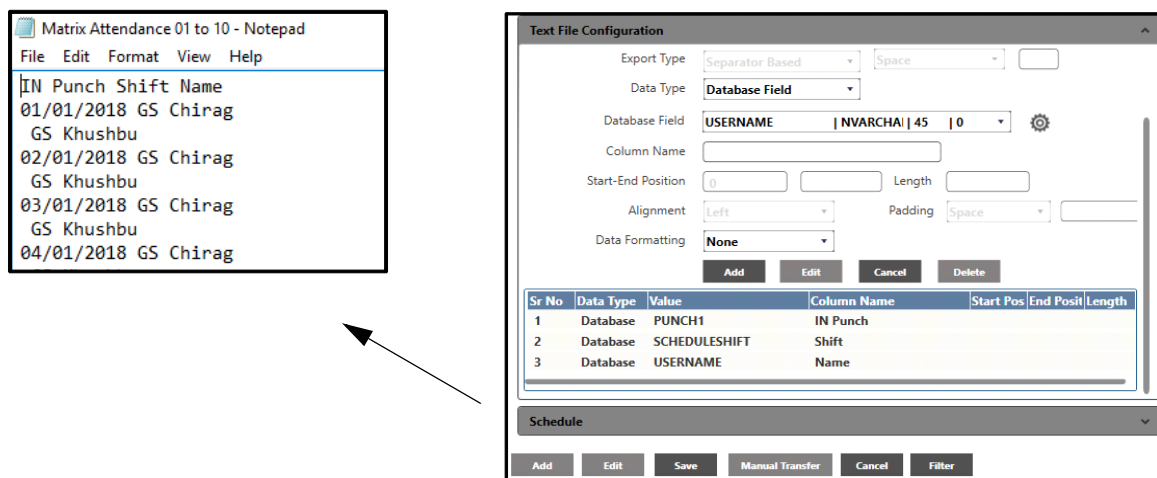 Matrix Attendance 01 to 10 - Notepad
File Edit Format View Help
IN Punch Shift Name
01/01/2018 GS Chirag
GS Khushbu
02/01/2018 GS Chirag
GS Khushbu
03/01/2018 GS Chirag
GS Khushbu
04/01/2018 GS Chirag
Text File Configuration
Export Type Separator Based Space
Data Type Database Field
Database Field USERNAME | NVARCHAI | 45 | 0
Column Name
Start-End Position 0 Length
Alignment Left Padding Space
Data Formatting None
Add Edit Cancel Delete
Sr No Data Type Value Column Name Start Pos End Posit Length
1 Database PUNCH1 IN Punch
2 Database SCHEDULESHIFT Shift
3 Database USERNAME Name
Schedule
Add Edit Save Manual Transfer Cancel Filter